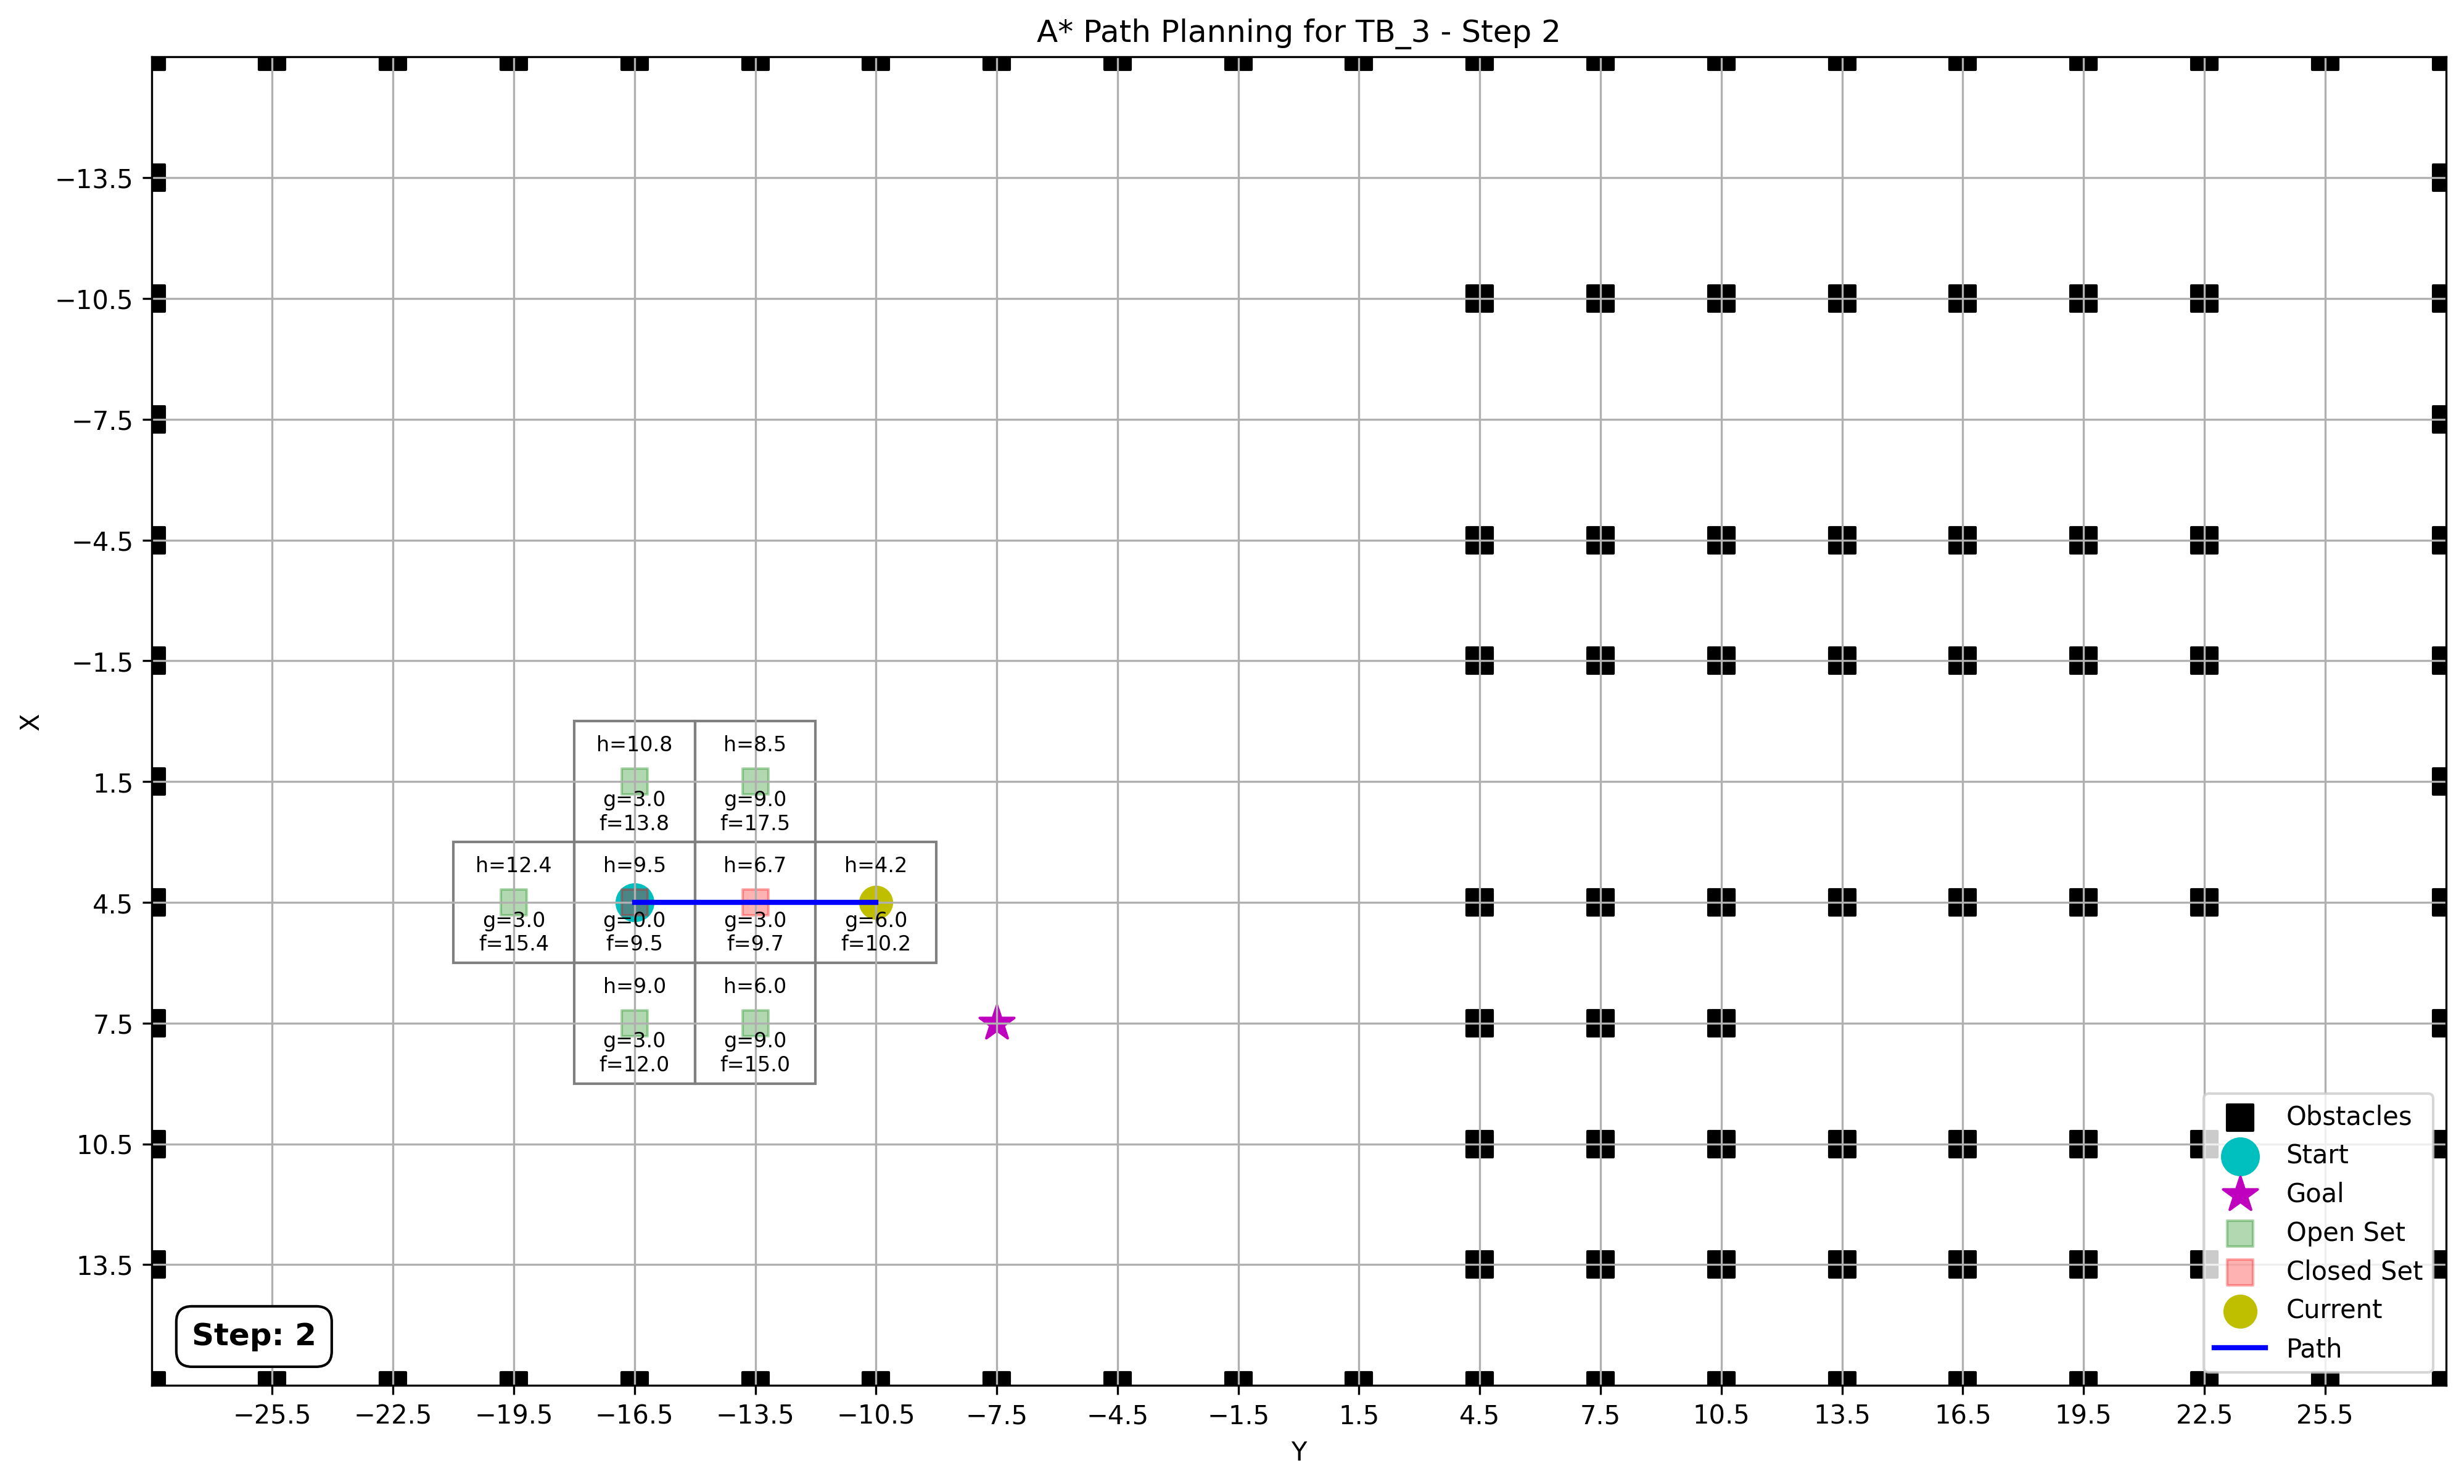 A* Path Planning for TB_3 - Step 2
X
−13.5
−10.5
−7.5
−4.5
−1.5
1.5
4.5
7.5
10.5
13.5
h=10.8
g=3.0
f=13.8
h=8.5
g=9.0
f=17.5
h=12.4
g=3.0
f=15.4
h=9.5
g=0.0
f=9.5
h=6.7
g=3.0
f=9.7
h=4.2
g=6.0
f=10.2
h=9.0
g=3.0
f=12.0
h=6.0
g=9.0
f=15.0
Obstacles
Start
Goal
Open Set
Closed Set
Current
Path
Step: 2
−25.5 −22.5 −19.5 −16.5 −13.5 −10.5 −7.5 −4.5 −1.5 1.5 4.5 7.5 10.5 13.5 16.5 19.5 22.5 25.5
Y